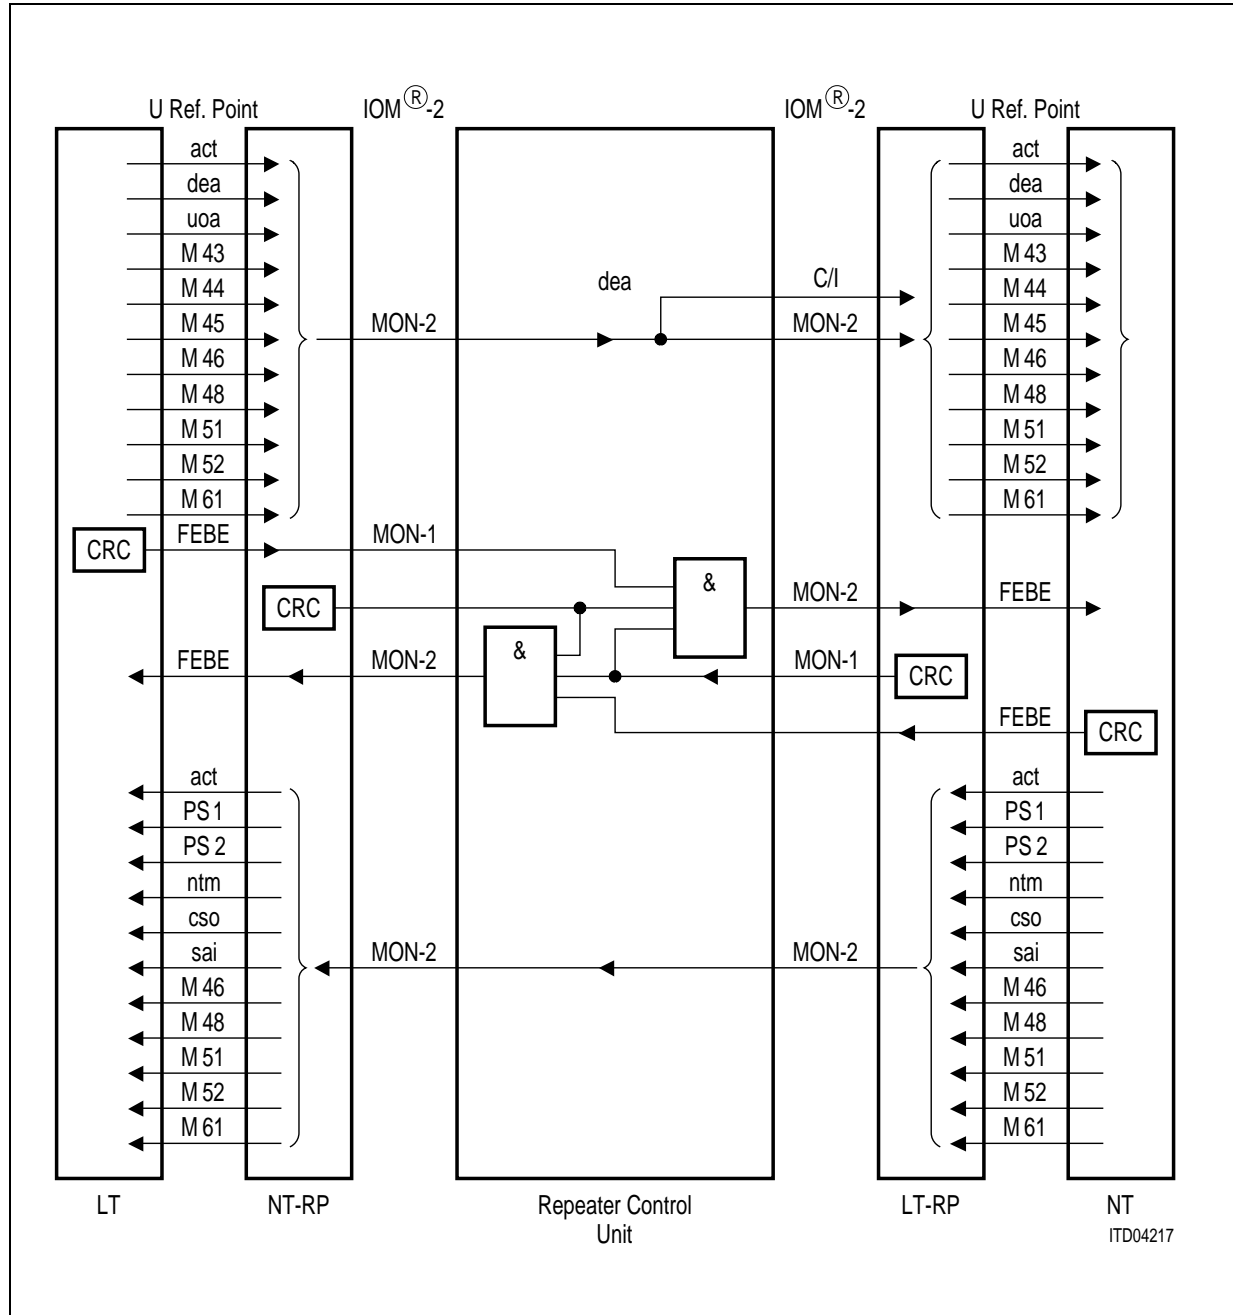 U Ref. Point IOM®-2 IOM®-2 U Ref. Point
act act
dea dea
uoa uoa
M 43 M 43
dea C/I
M 44 M 44
M 45 MON-2 MON-2 M 45
M 46 M 46
M 48 M 48
M 51 M 51
M 52 M 52
M 61 M 61
CRC FEBE MON-1
&
CRC MON-2 FEBE
&
FEBE MON-2 MON-1 CRC
FEBE CRC
act act
PS 1 PS 1
PS 2 PS 2
ntm ntm
cso cso
sai MON-2 MON-2 sai
M 46 M 46
M 48 M 48
M 51 M 51
M 52 M 52
M 61 M 61
LT NT-RP Repeater Control LT-RP NT
Unit
ITD04217